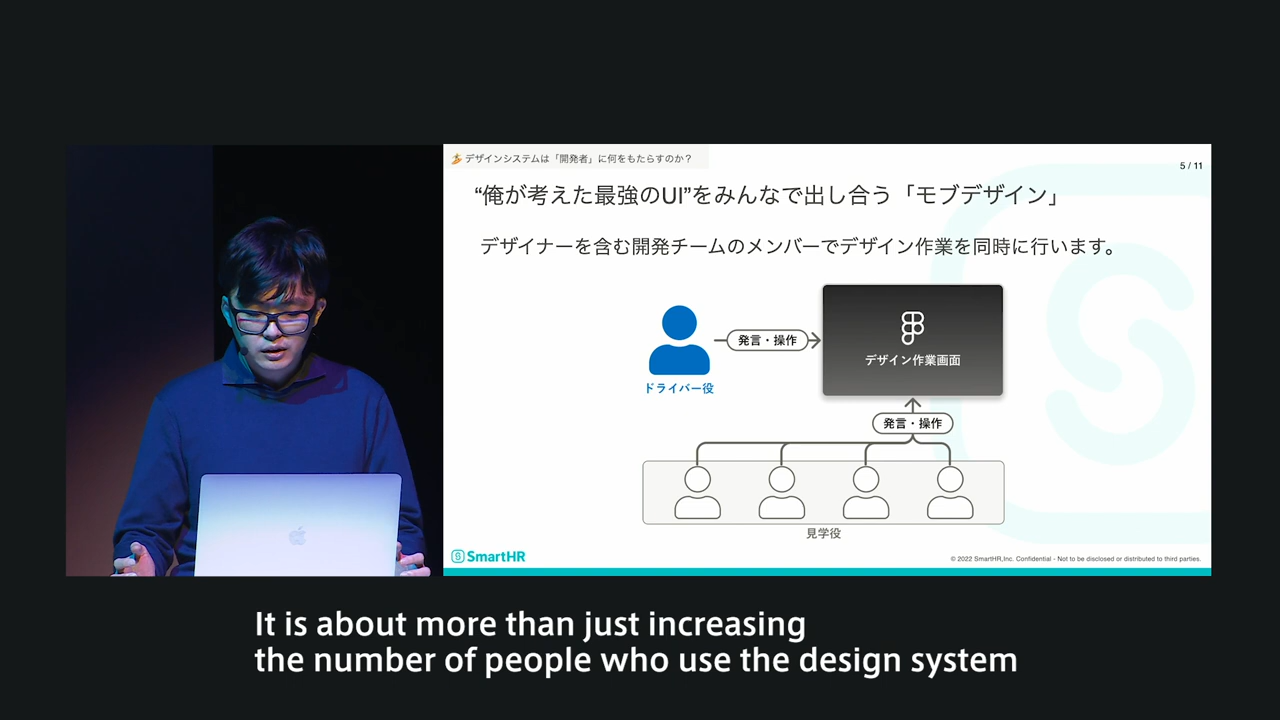 🏄デザインシステムは「開発者」に何をもたらすのか？
5 / 11
“俺が考えた最強のUI”をみんなで出し合う「モブデザイン」
デザイナーを含む開発チームのメンバーでデザイン作業を同時に行います。
発言・操作
デザイン作業画面
ドライバー役
発言・操作
見学役
SmartHR
© 2022 SmartHR,Inc. Confidential - Not to be disclosed or distributed to third parties.
It is about more than just increasing
the number of people who use the design system